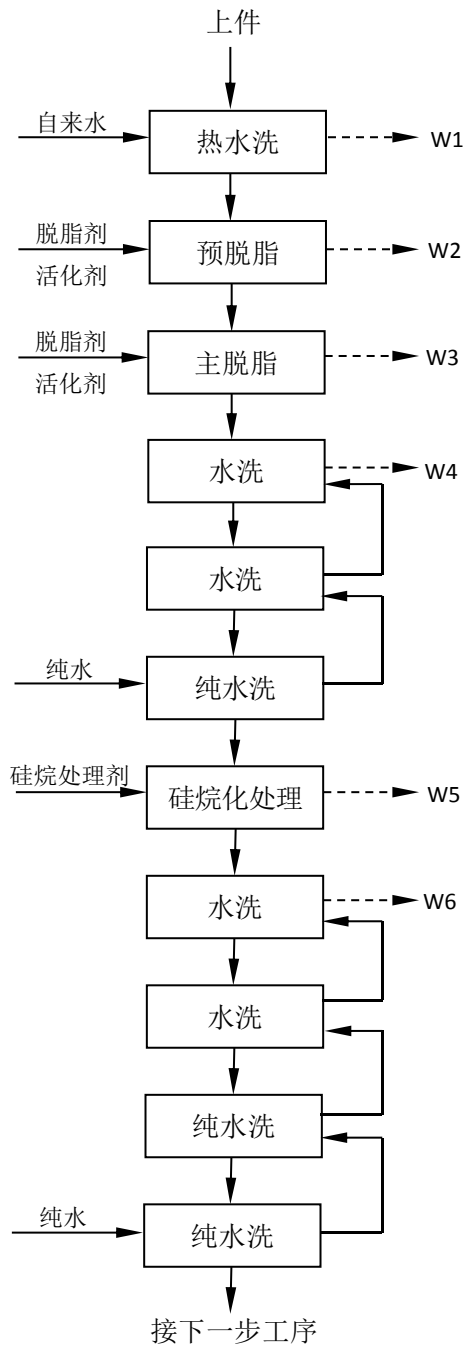 上件
自来水
热水洗
W1
脱脂剂
活化剂
预脱脂
W2
脱脂剂
活化剂
主脱脂
W3
水洗
W4
水洗
纯水
纯水洗
硅烷处理剂
硅烷化处理
W5
水洗
W6
水洗
纯水洗
纯水
纯水洗
接下一步工序